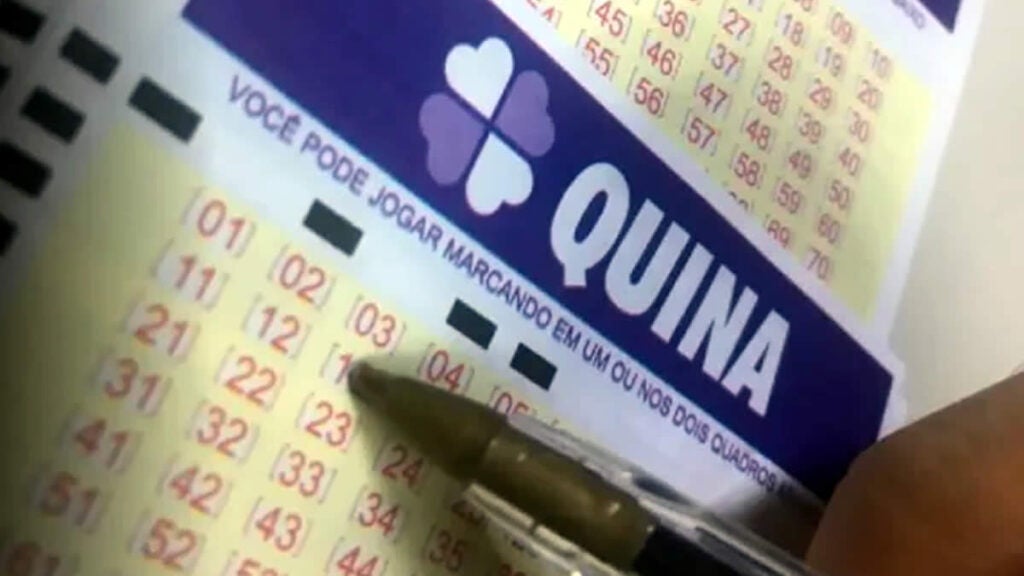 45 36 27 18 09
55 46 37 28 19 10
56 47 38 29 20
57 48 39 30
58 49 40
59 50
60
70
QUINA
VOCÊ PODE JOGAR MARCANDO EM UM OU NOS DOIS QUADROS
[01] [02] [03] [04] [05]
[11] [12]
[21] [22] [23] [24]
[31] [32] [33] [34] [35]
[41] [42] [43] [44]
[51] [52]
[61]